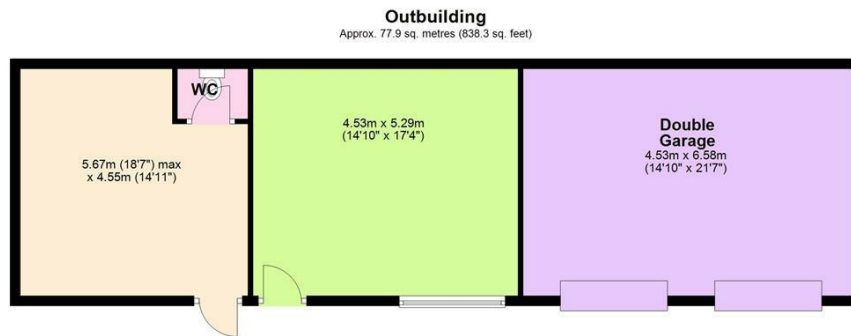 Outbuilding
Approx. 77.9 sq. metres (838.3 sq. feet)
WC
5.67m (18'7") max
x 4.55m (14'11")
4.53m x 5.29m
(14'10" x 17'4")
Double
Garage
4.53m x 6.58m
(14'10" x 21'7")